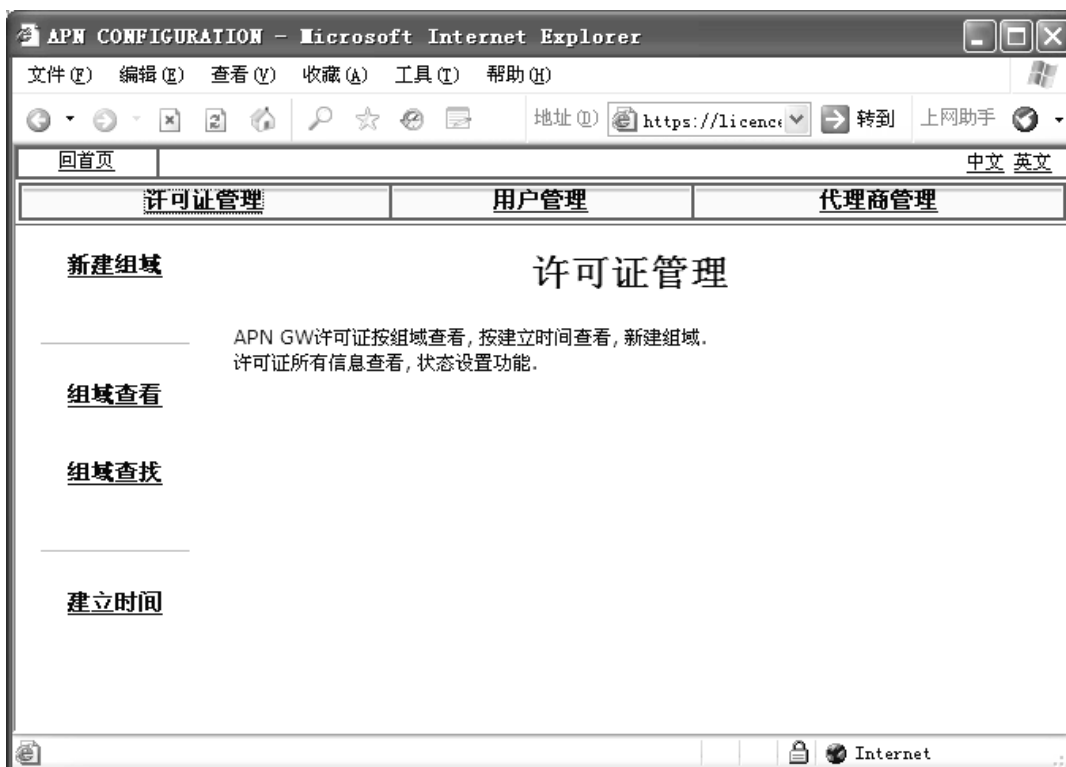 APN CONFIGURATION - Microsoft Internet Explorer
文件(F) 编辑(E) 查看(V) 收藏(A) 工具(T) 帮助(H)
地址(D) https://licence 转到 上网助手
回首页 中文 英文
许可证管理 用户管理 代理商管理
新建组域
许可证管理
APN GW许可证按组域查看, 按建立时间查看, 新建组域.
许可证所有信息查看, 状态设置功能.
组域查看
组域查找
建立时间
Internet